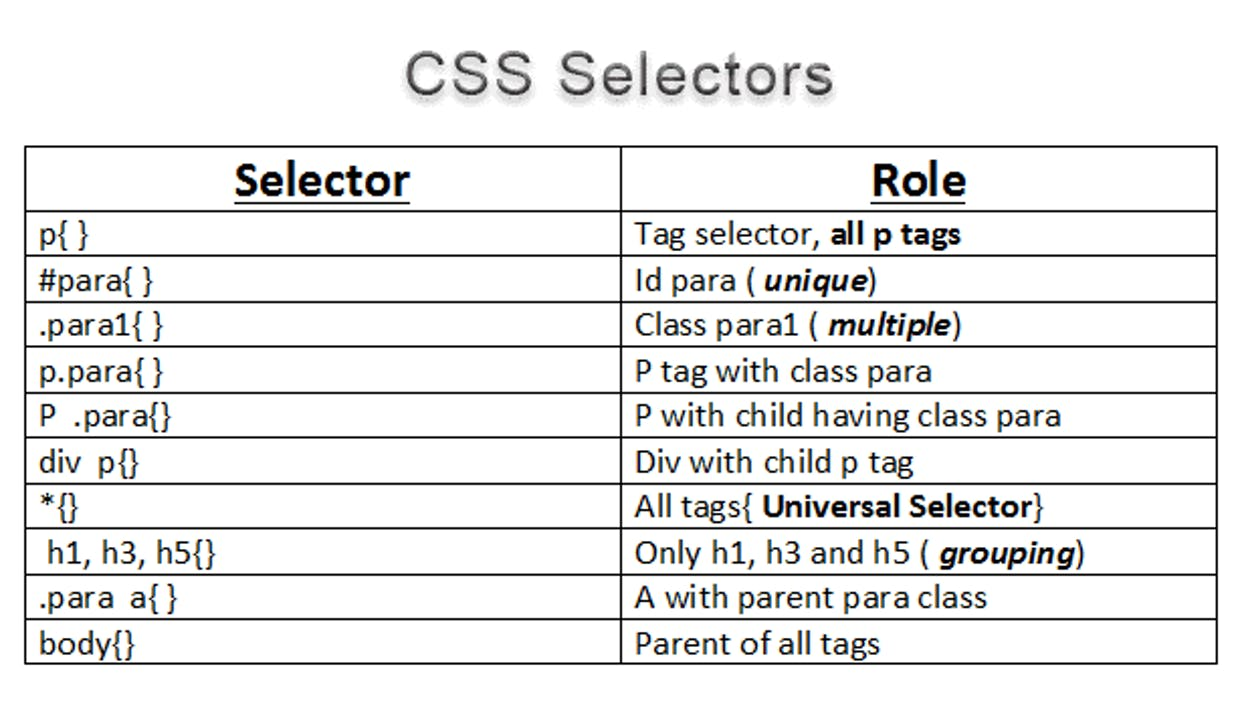 CSS Selectors
Selector Role
p{ } Tag selector, all p tags
#para{ } Id para ( unique)
.para1{ } Class para1 ( multiple)
p.para{ } P tag with class para
P .para{} P with child having class para
div p{} Div with child p tag
*{} All tags{ Universal Selector}
h1, h3, h5{} Only h1, h3 and h5 ( grouping)
.para a{ } A with parent para class
body{} Parent of all tags